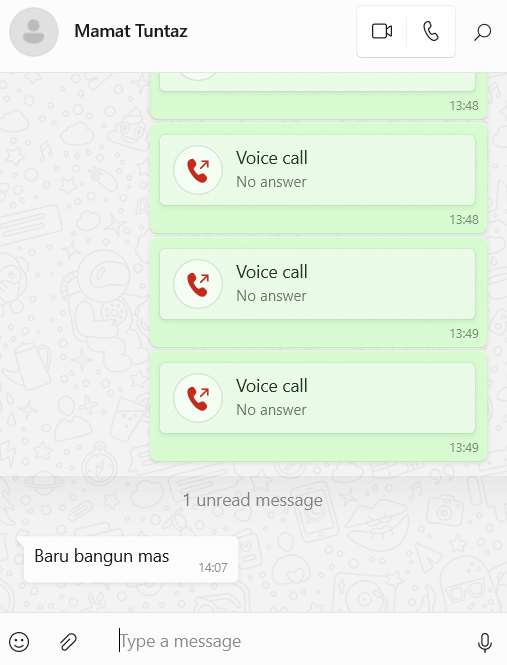 Mamat Tuntaz
13:48
Voice call
No answer
13:48
Voice call
No answer
13:49
Voice call
No answer
13:49
1 unread message
Baru bangun mas
14:07
Type a message